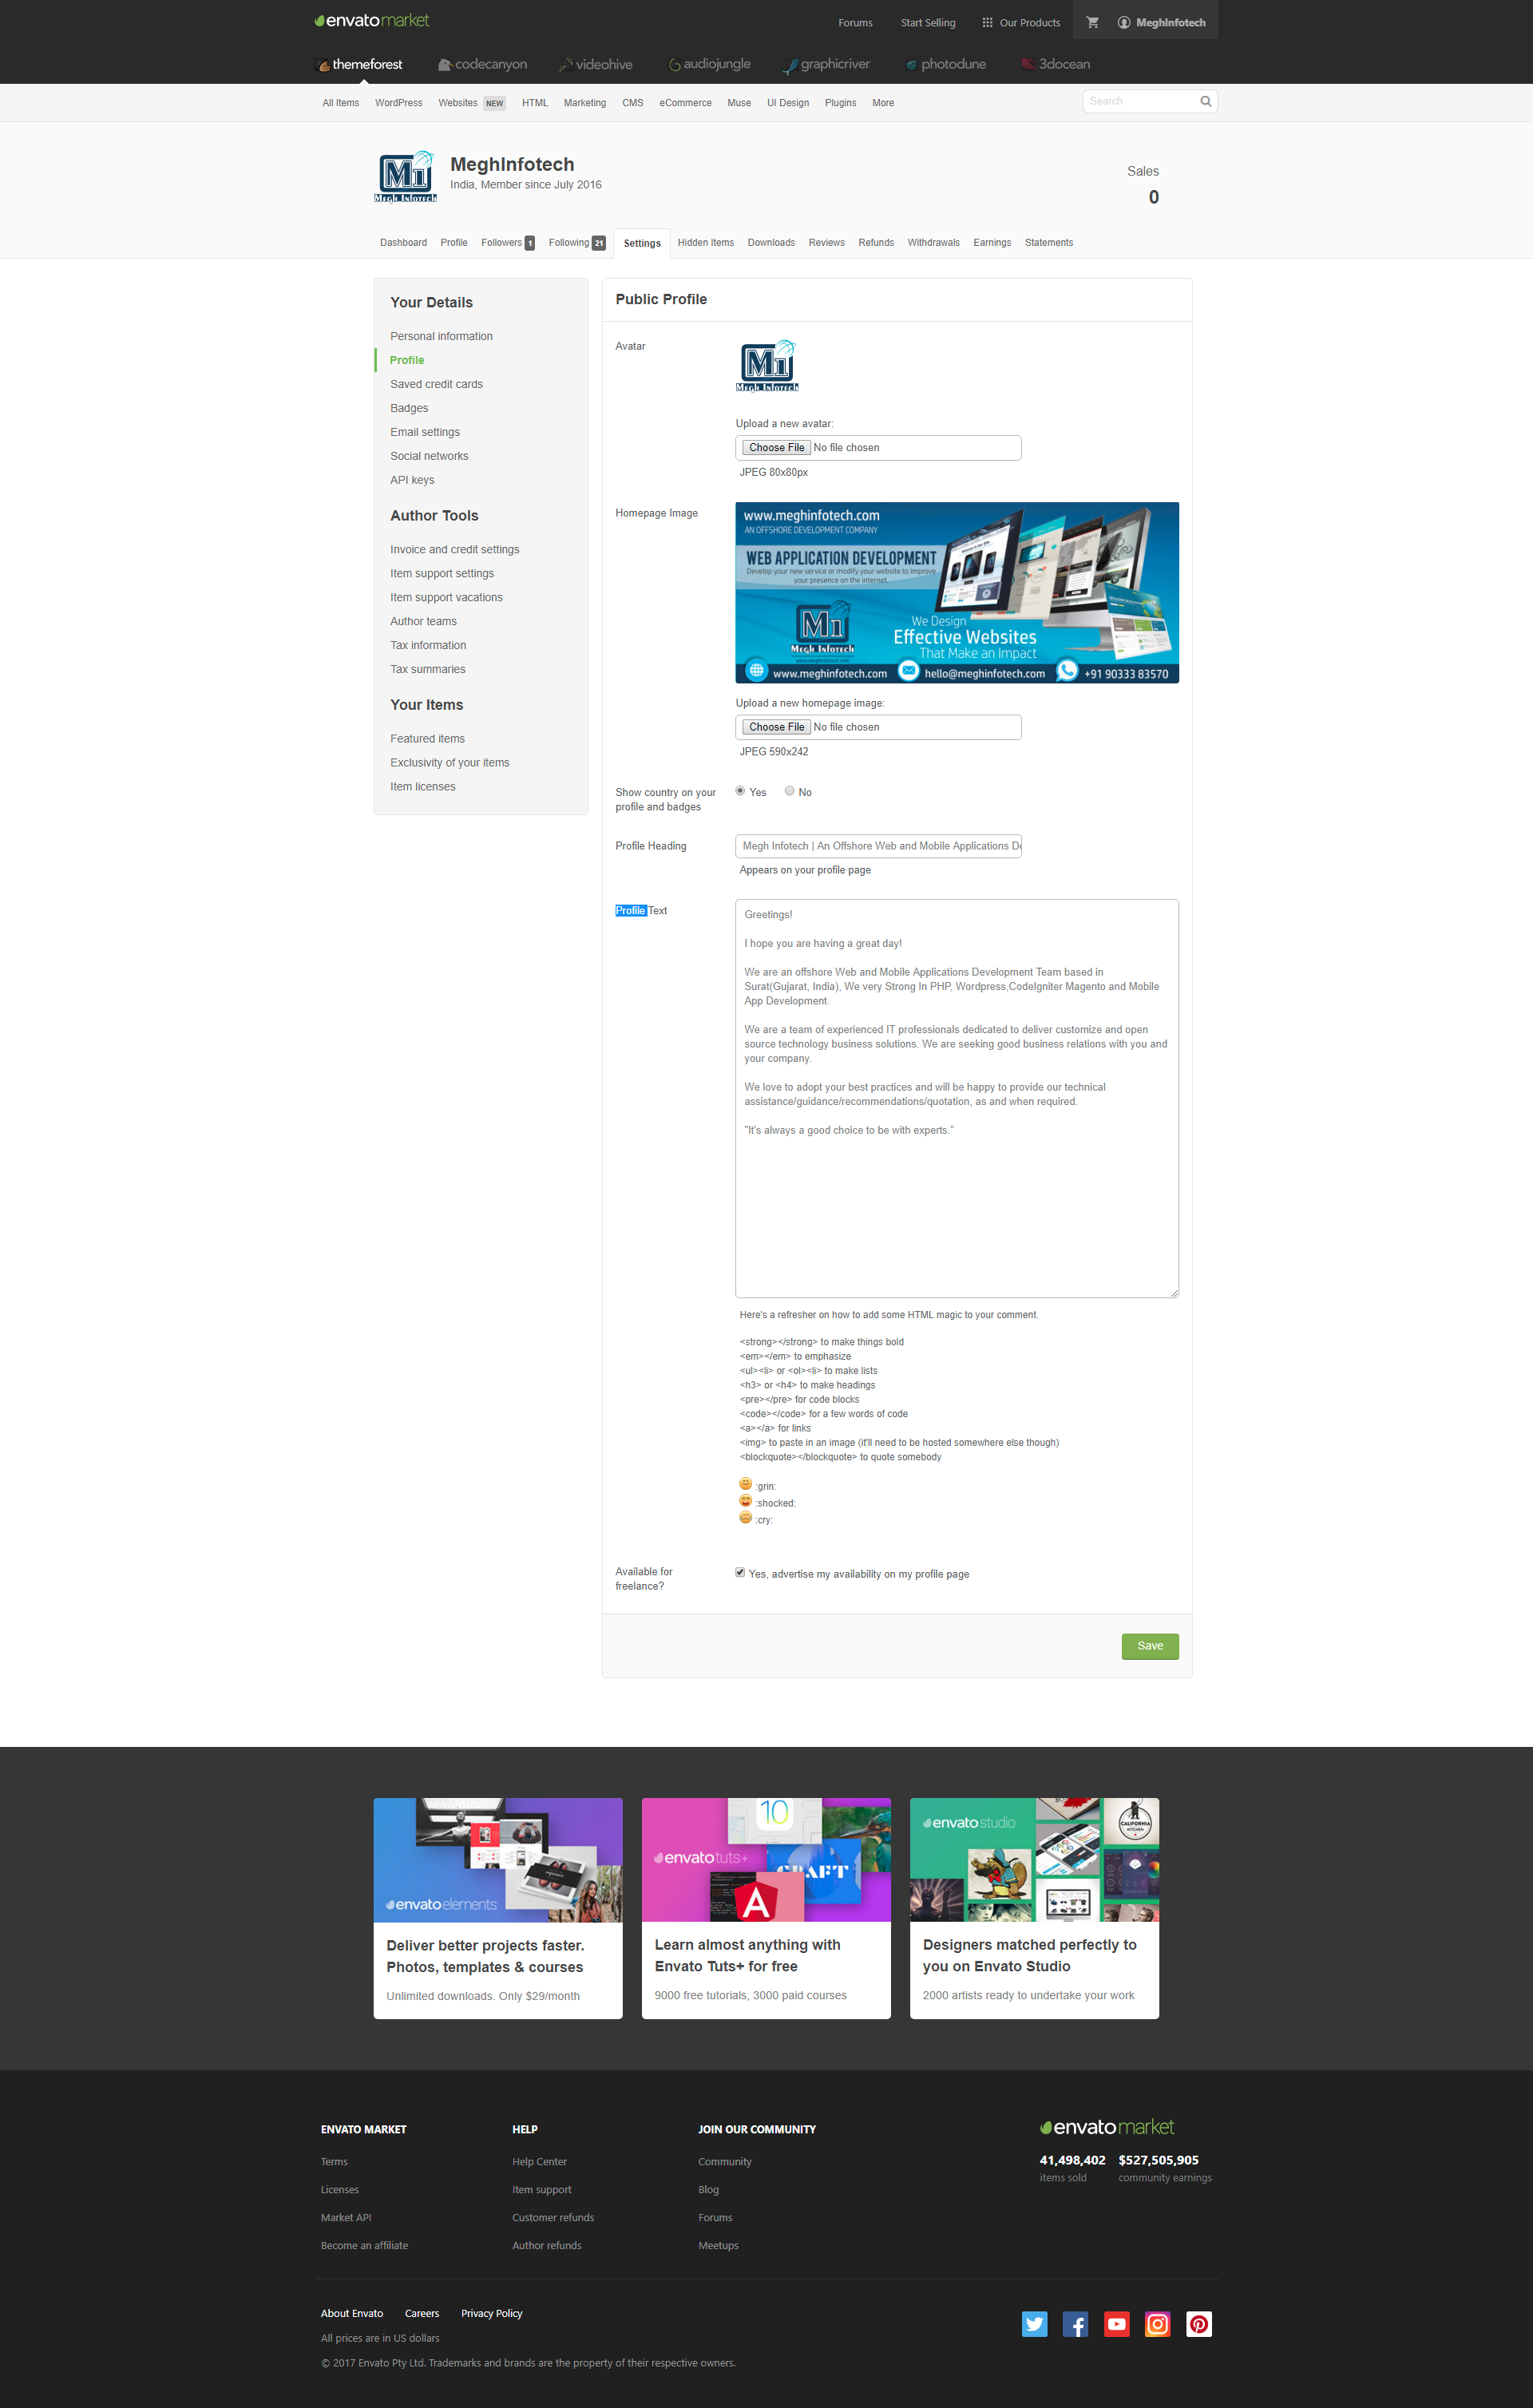 envato market
Forums
Start Selling
Our Products
MeghInfotech
themeforest
codecanyon
videohive
audiojungle
graphicriver
photodune
3docean
All Items
WordPress
Websites NEW
HTML
Marketing
CMS
eCommerce
Muse
UI Design
Plugins
More
Search
MeghInfotech
India, Member since July 2016
Sales
0
Dashboard
Profile
Followers 1
Following 21
Settings
Hidden Items
Downloads
Reviews
Refunds
Withdrawals
Earnings
Statements
Your Details
Personal information
Profile
Saved credit cards
Badges
Email settings
Social networks
API keys
Author Tools
Invoice and credit settings
Item support settings
Item support vacations
Author teams
Tax information
Tax summaries
Your Items
Featured items
Exclusivity of your items
Item licenses
Public Profile
Avatar
Mi
Megh Infotech
Upload a new avatar:
Choose File No file chosen
JPEG 80x80px
Homepage Image
www.meghinfotech.com
AN OFFSHORE DEVELOPMENT COMPANY
WEB APPLICATION DEVELOPMENT
Develop your new service or modify your website to improve
your presence on the internet.
We Design
Effective Websites
That Make an Impact
Mi
Megh Infotech
www.meghinfotech.com
www.meghinfotech.com
hello@meghinfotech.com
+91 90333 83570
Upload a new homepage image:
Choose File No file chosen
JPEG 590x242
Show country on your
profile and badges
Yes
No
Profile Heading
Megh Infotech | An Offshore Web and Mobile Applications De
Appears on your profile page
Profile Text
Greetings!
I hope you are having a great day!
We are an offshore Web and Mobile Applications Development Team based in
Surat(Gujarat, India), We very Strong In PHP, Wordpress,CodeIgniter Magento and Mobile
App Development.
We are a team of experienced IT professionals dedicated to deliver customize and open
source technology business solutions. We are seeking good business relations with you and
your company.
We love to adopt your best practices and will be happy to provide our technical
assistance/guidance/recommendations/quotation, as and when required.
"It's always a good choice to be with experts."
Here's a refresher on how to add some HTML magic to your comment.
<strong></strong> to make things bold
<em></em> to emphasize
<ul><li> or <ol><li> to make lists
<h3> or <h4> to make headings
<pre></pre> for code blocks
<code></code> for a few words of code
<a></a> for links
<img> to paste in an image (it'll need to be hosted somewhere else though)
<blockquote></blockquote> to quote somebody
:grin:
:shocked:
:cry:
Available for
freelance?
Yes, advertise my availability on my profile page
Save
envato elements
Deliver better projects faster.
Photos, templates & courses
Unlimited downloads. Only $29/month
10
envato tuts+
CRAFT
A
Learn almost anything with
Envato Tuts+ for free
9000 free tutorials, 3000 paid courses
envato studio
CALIFORNIA
KITCHEN
Designers matched perfectly to
you on Envato Studio
2000 artists ready to undertake your work
ENVATO MARKET
Terms
Licenses
Market API
Become an affiliate
HELP
Help Center
Item support
Customer refunds
Author refunds
JOIN OUR COMMUNITY
Community
Blog
Forums
Meetups
envato market
41,498,402
items sold
$527,505,905
community earnings
About Envato
Careers
Privacy Policy
All prices are in US dollars
© 2017 Envato Pty Ltd. Trademarks and brands are the property of their respective owners.